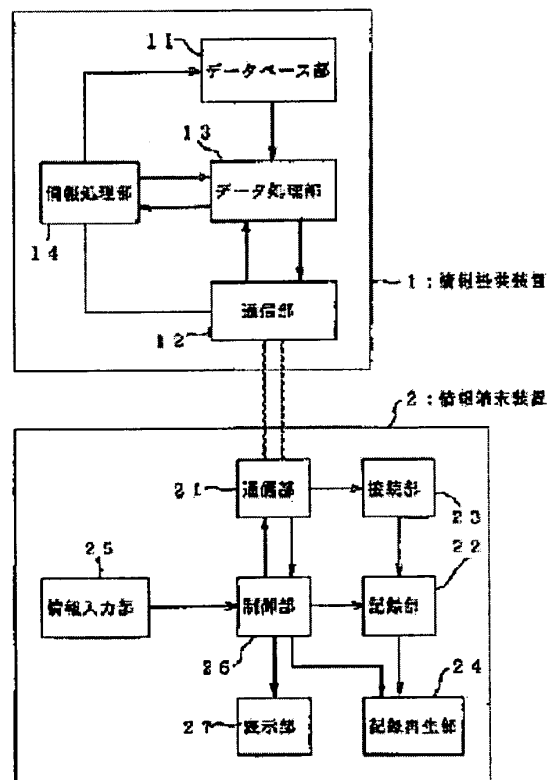 11
データベース部
13
データ処理部
情報処理部
14
通信部
12
1:情報提供装置
2:情報端末装置
通信部
21
接続部
23
25
22
情報入力部
制御部
記録部
26
24
27
表示部
記録再生部